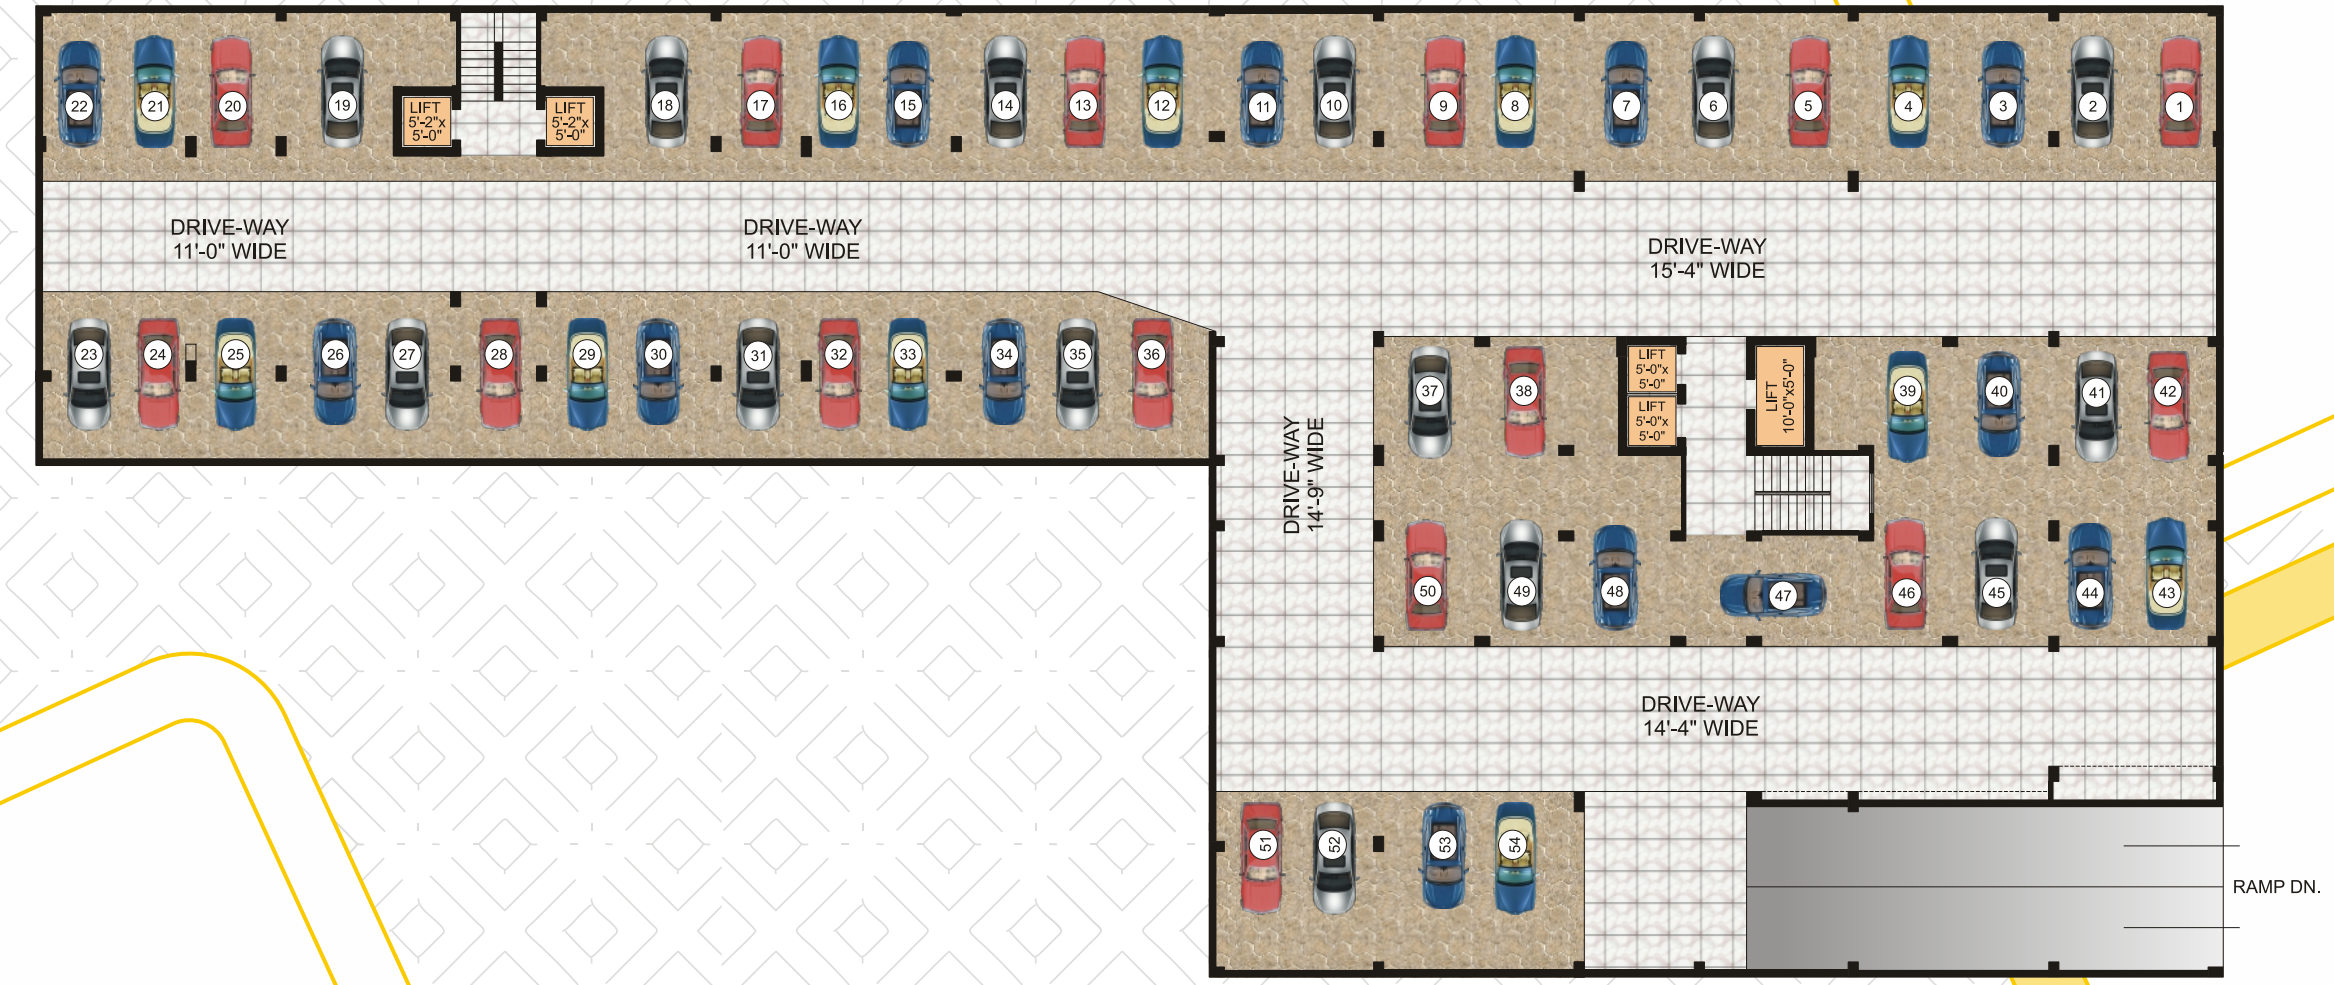 22
21
20
19
LIFT
5'-2"x
5'-0"
LIFT
5'-2"x
5'-0"
18
17
16
15
14
13
12
11
10
9
8
7
6
5
4
3
2
1
DRIVE-WAY
11'-0" WIDE
DRIVE-WAY
11'-0" WIDE
DRIVE-WAY
15'-4" WIDE
23
24
25
26
27
28
29
30
31
32
33
34
35
36
DRIVE-WAY
14'-9" WIDE
37
38
LIFT
5'-0"x
5'-0"
LIFT
5'-0"x
5'-0"
LIFT
10'-0"x5'-0"
39
40
41
42
50
49
48
47
46
45
44
43
DRIVE-WAY
14'-4" WIDE
51
52
53
54
RAMP DN.